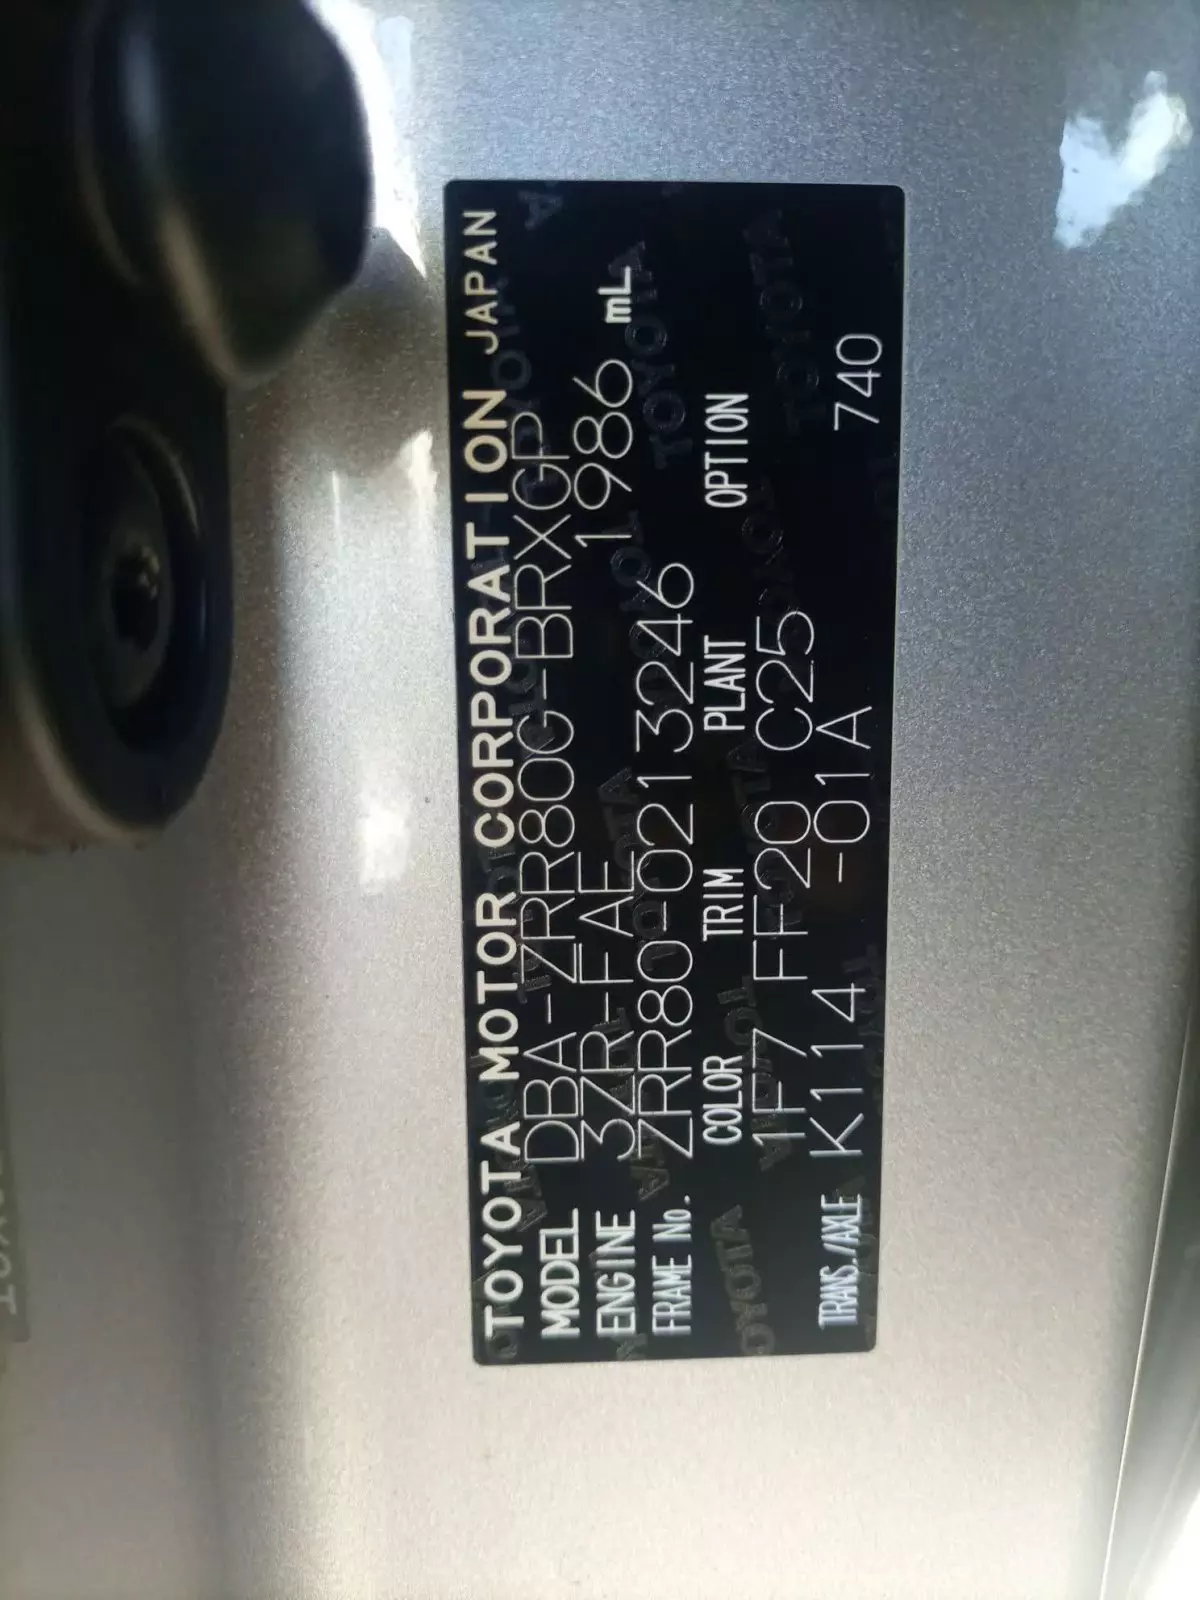 TOYOTA MOTOR CORPORATION JAPAN
MODEL DBA-ZRR80G-BRXGP
ENGINE 3ZR-FAE 1986 mL
FRAME No. ZRR80-0213246
COLOR TRIM PLANT OPTION
1F7 FF20 C25
TRANS./AXLE K114 -01A 740